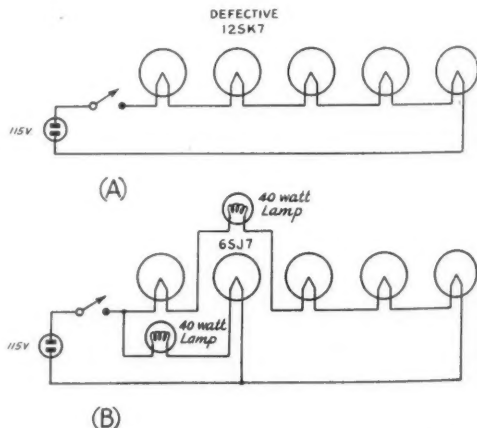 DEFECTIVE
12SK7
115V
(A)
40 watt
Lamp
6SJ7
40 watt
Lamp
115V
(B)